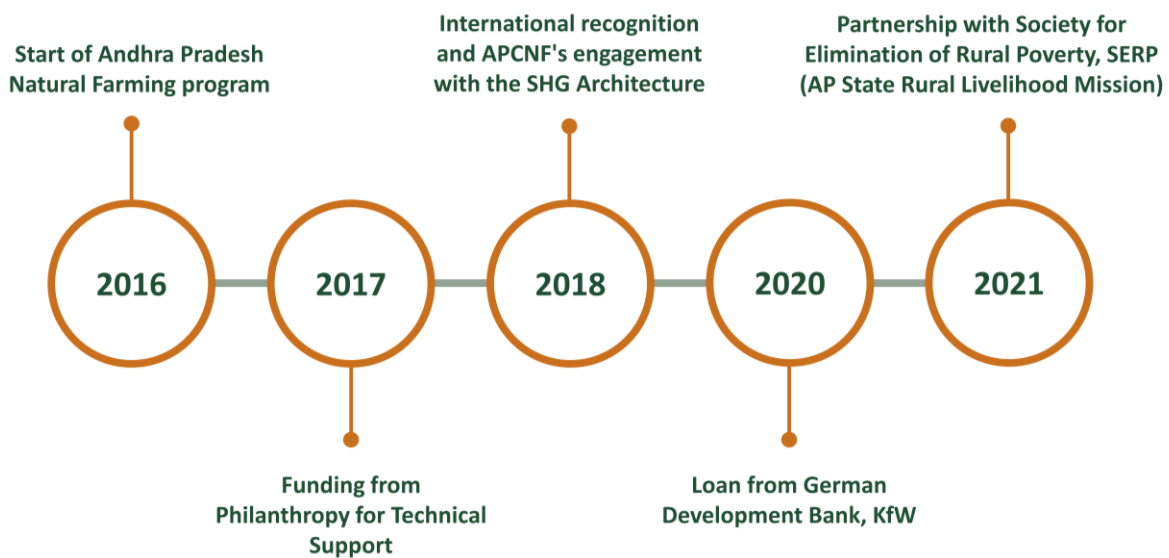 Start of Andhra Pradesh
Natural Farming program
International recognition
and APCNF's engagement
with the SHG Architecture
Partnership with Society for
Elimination of Rural Poverty, SERP
(AP State Rural Livelihood Mission)
2016
2017
2018
2020
2021
Funding from
Philanthropy for Technical
Support
Loan from German
Development Bank, KfW